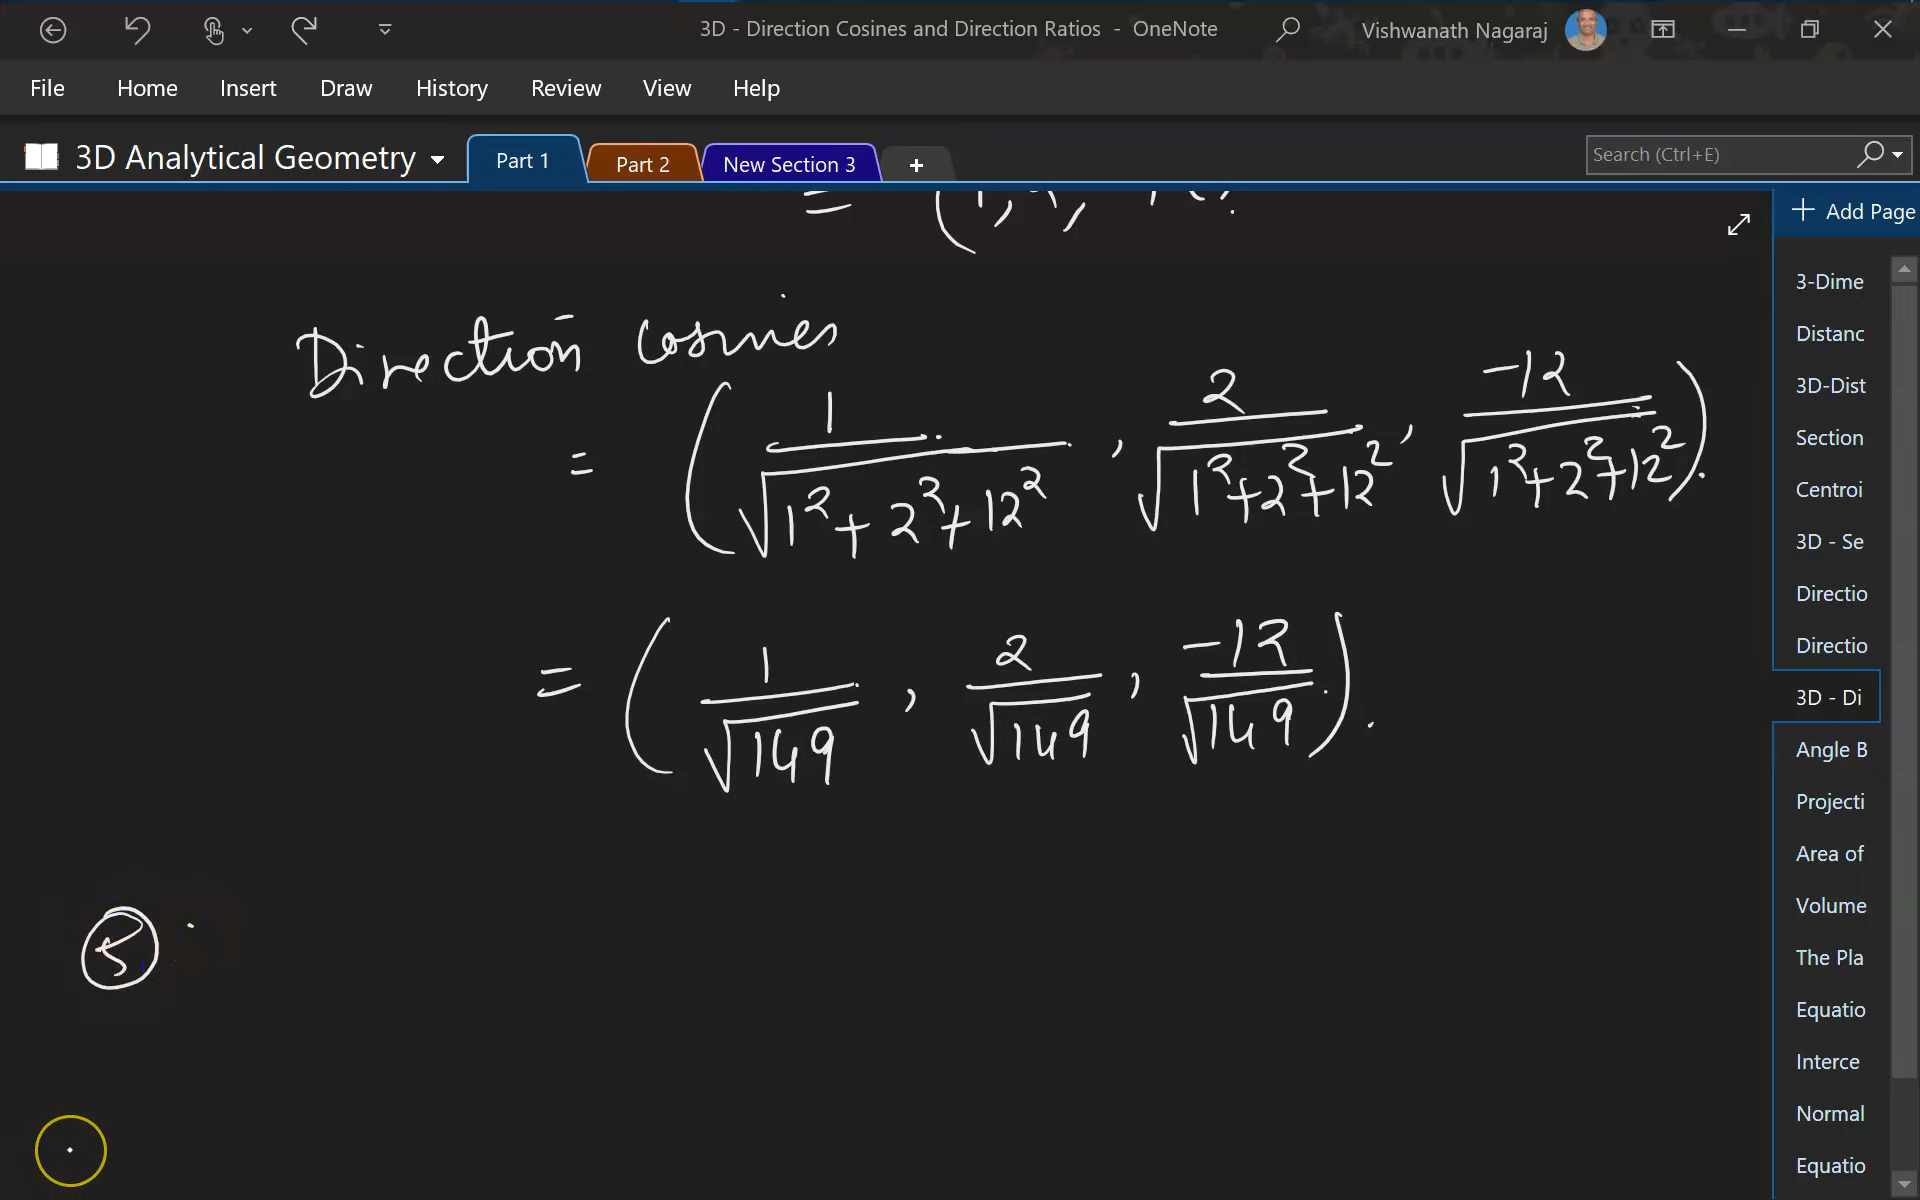 3D - Direction Cosines and Direction Ratios - OneNote
Vishwanath Nagaraj
File Home Insert Draw History Review View Help
3D Analytical Geometry Part 1 Part 2 New Section 3 +
Search (Ctrl+E)
+ Add Page
3-Dime
Distanc
3D-Dist
Section
Centroi
3D - Se
Directio
Directio
3D - Di
Angle B
Projecti
Area of
Volume
The Pla
Equatio
Interce
Normal
Equatio
Direction cosines
= (1/√(1²+2²+12²), 2/√(1²+2²+12²), -12/√(1²+2²+12²)).
= (1/√149, 2/√149, -12/√149).
5